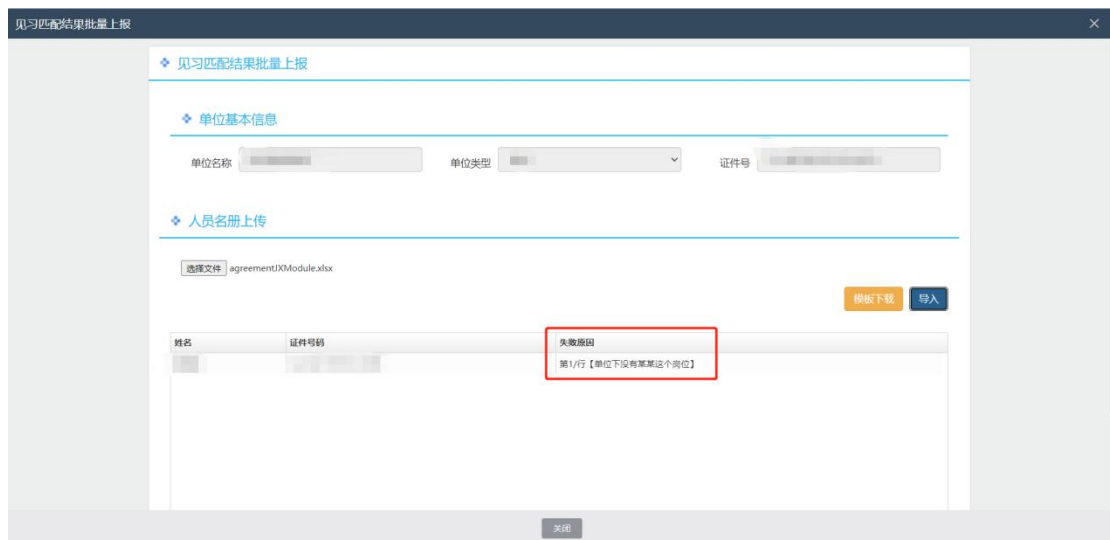 见习匹配结果批量上报
见习匹配结果批量上报
单位基本信息
单位名称 单位类型 证件号
人员名册上传
选择文件 agreementJXModule.xlsx
模板下载 导入
姓名 证件号码 失败原因
第1/行【单位下没有某某这个岗位】
关闭